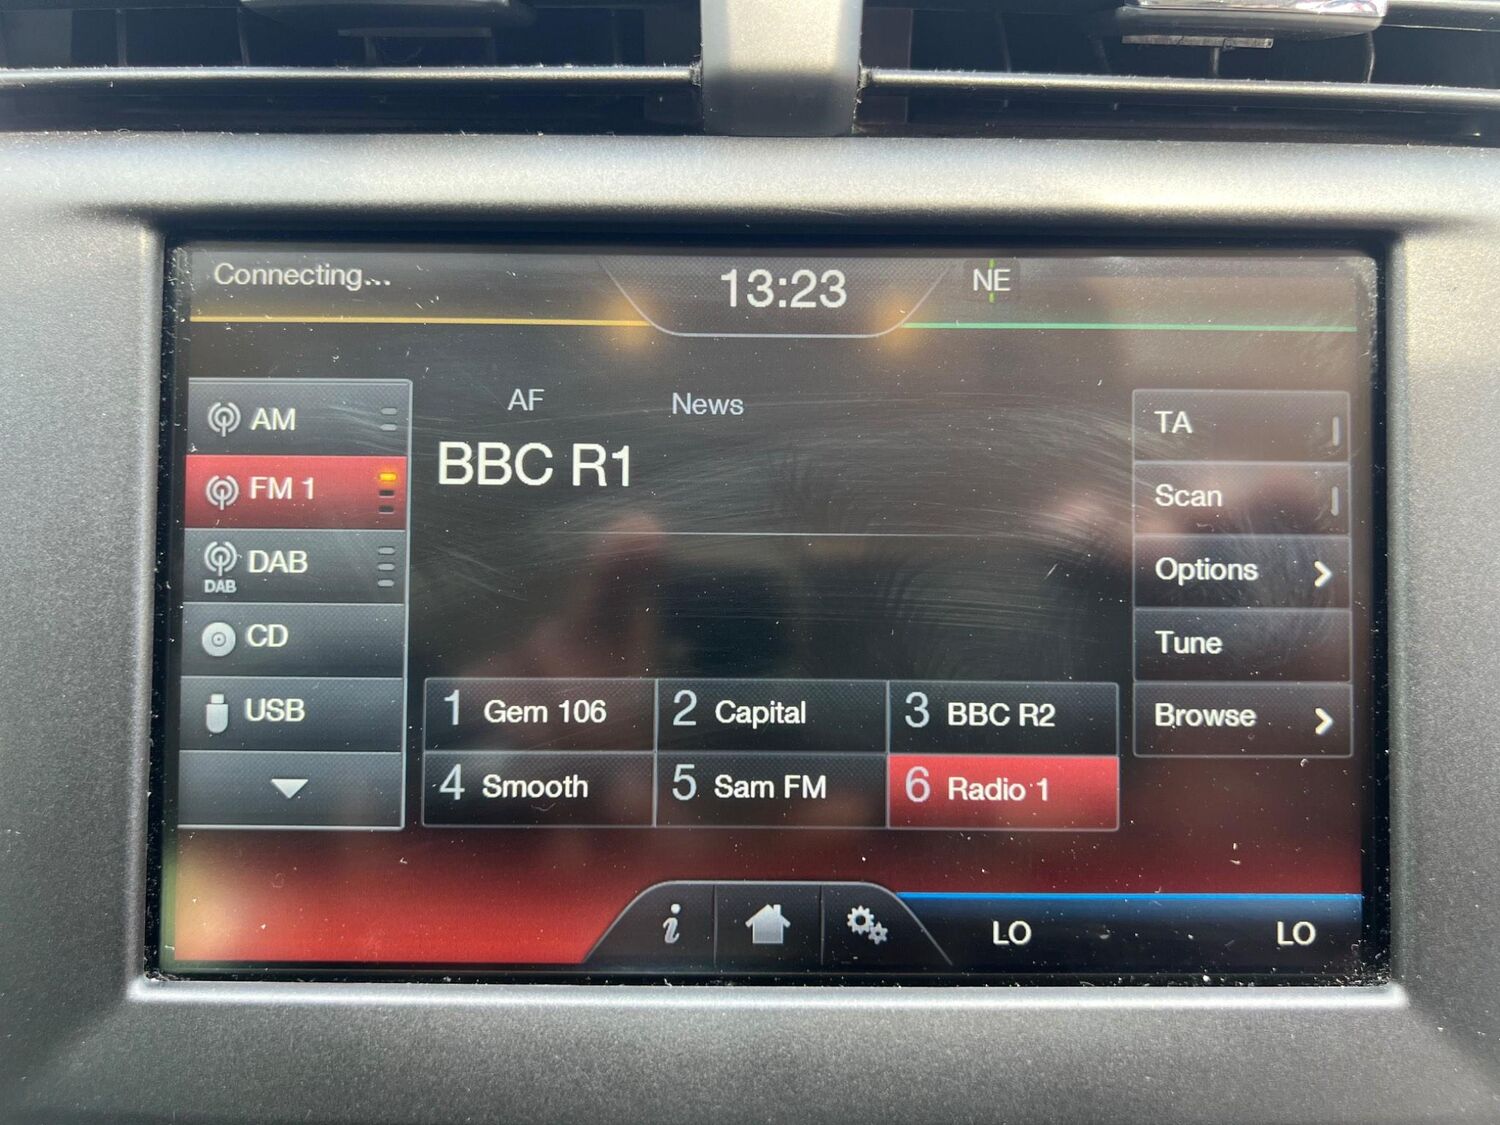 Connecting...
13:23
NE
AM
FM 1
DAB
DAB
CD
USB
AF
News
BBC R1
1 Gem 106
2 Capital
3 BBC R2
4 Smooth
5 Sam FM
6 Radio 1
TA
Scan
Options
Tune
Browse
i
LO
LO